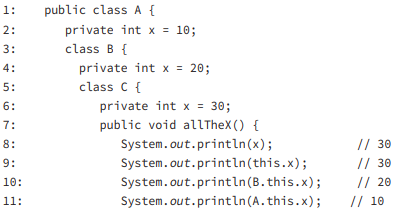 1: public class A {
2: private int x = 10;
3: class B {
4: private int x = 20;
5: class C {
6: private int x = 30;
7: public void allTheX() {
8: System.out.println(x); // 30
9: System.out.println(this.x); // 30
10: System.out.println(B.this.x); // 20
11: System.out.println(A.this.x); // 10